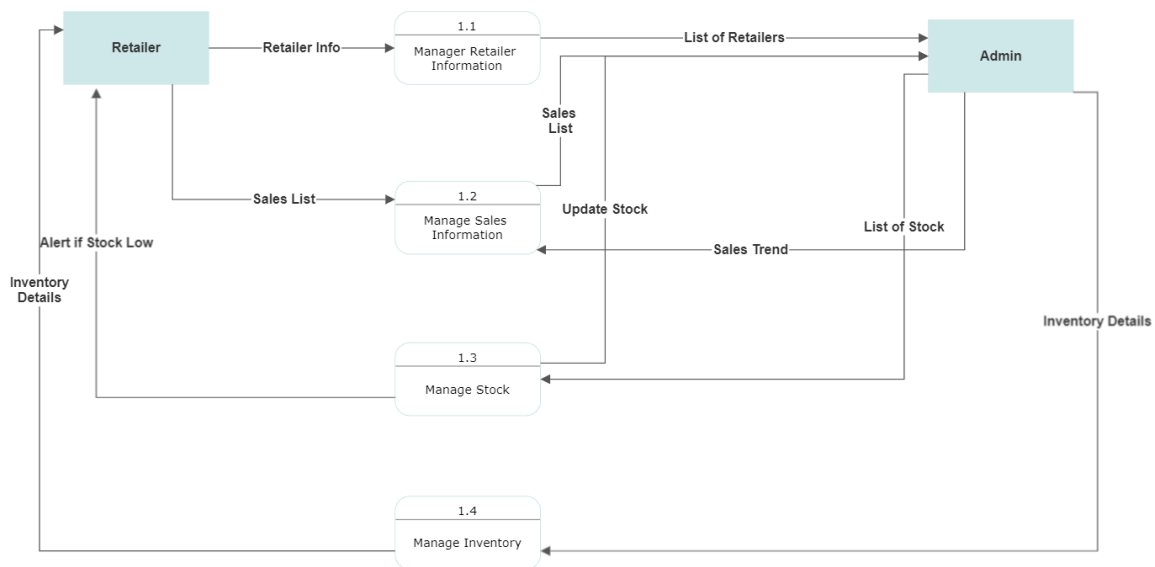 1.1
Retailer
Retailer Info
Manager Retailer
Information
List of Retailers
Admin
Sales
List
1.2
Sales List
Manage Sales
Information
Update Stock
List of Stock
Alert if Stock Low
Sales Trend
Inventory
Details
Inventory Details
1.3
Manage Stock
1.4
Manage Inventory